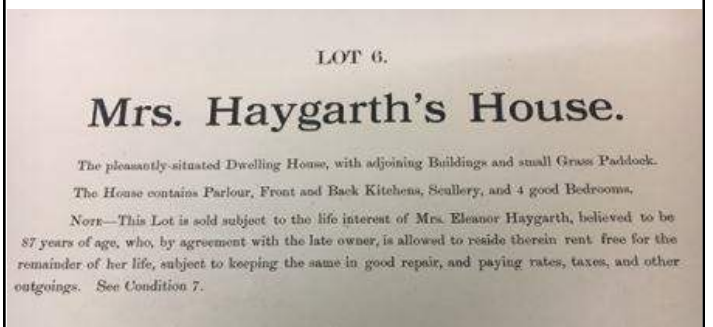 LOT 6.
Mrs. Haygarth's House.
The pleasantly-situated Dwelling House, with adjoining Buildings and small Grass Paddock.
The House contains Parlour, Front and Back Kitchens, Scullery, and 4 good Bedrooms.
NOTE—This Lot is sold subject to the life interest of Mrs. Eleanor Haygarth, believed to be
87 years of age, who, by agreement with the late owner, is allowed to reside therein rent free for the
remainder of her life, subject to keeping the same in good repair, and paying rates, taxes, and other
outgoings. See Condition 7.